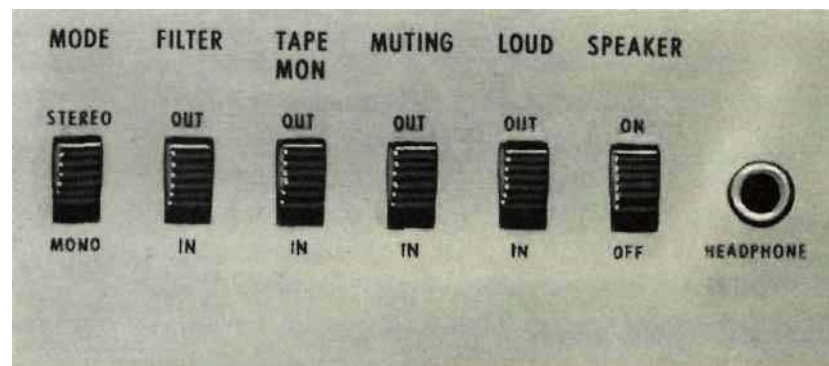 MODE FILTER TAPE MON MUTING LOUD SPEAKER
STEREO OUT OUT OUT OUT ON
MONO IN IN IN IN OFF HEADPHONE